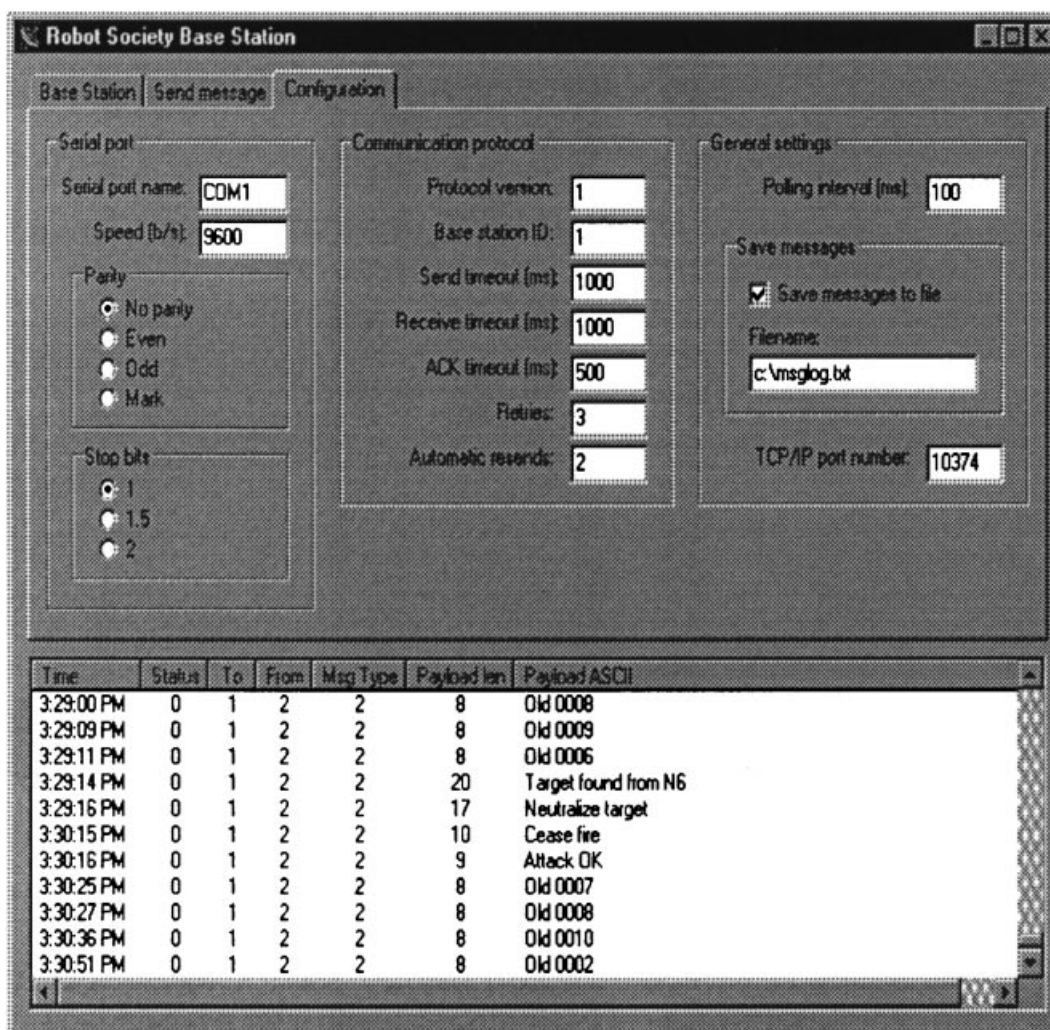 Robot Society Base Station
Base Station Send message Configuration
Serial port
Serial port name: COM1
Speed (b/s): 9600
Parity
No parity
Even
Odd
Mark
Stop bits
1
1.5
2
Communication protocol
Protocol version: 1
Base station ID: 1
Send timeout (ms): 1000
Receive timeout (ms): 1000
ACK timeout (ms): 500
Retries: 3
Automatic resends: 2
General settings
Polling interval (ms): 100
Save messages
Save messages to file
Filename:
c:\msglog.txt
TCP/IP port number: 10374
Time Status To From Msg Type Payload len Payload ASCII
3:29:00 PM 0 1 2 2 8 Old 0008
3:29:09 PM 0 1 2 2 8 Old 0009
3:29:11 PM 0 1 2 2 8 Old 0006
3:29:14 PM 0 1 2 2 20 Target found from N6
3:29:16 PM 0 1 2 2 17 Neutralize target
3:30:15 PM 0 1 2 2 10 Cease fire
3:30:16 PM 0 1 2 2 9 Attack OK
3:30:25 PM 0 1 2 2 8 Old 0007
3:30:27 PM 0 1 2 2 8 Old 0008
3:30:36 PM 0 1 2 2 8 Old 0010
3:30:51 PM 0 1 2 2 8 Old 0002